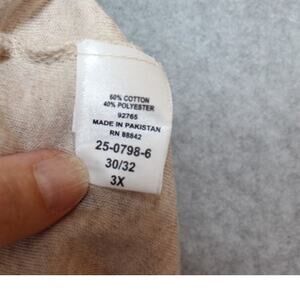 60% COTTON
40% POLYESTER
92765
MADE IN PAKISTAN
RN 88842
25-0798-6
30/32
3X